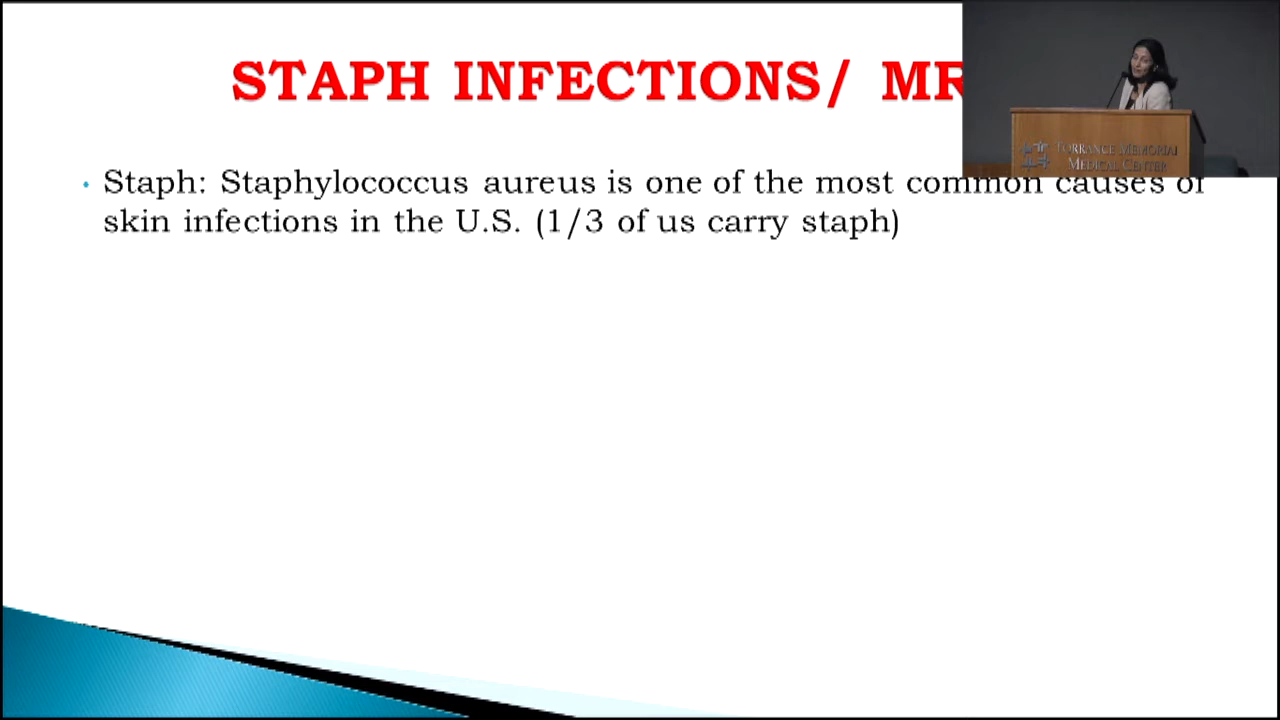 STAPH INFECTIONS/ MR
Staph: Staphylococcus aureus is one of the most common causes of
skin infections in the U.S. (1/3 of us carry staph)
TORRANCE MEMORIAL
MEDICAL CENTER